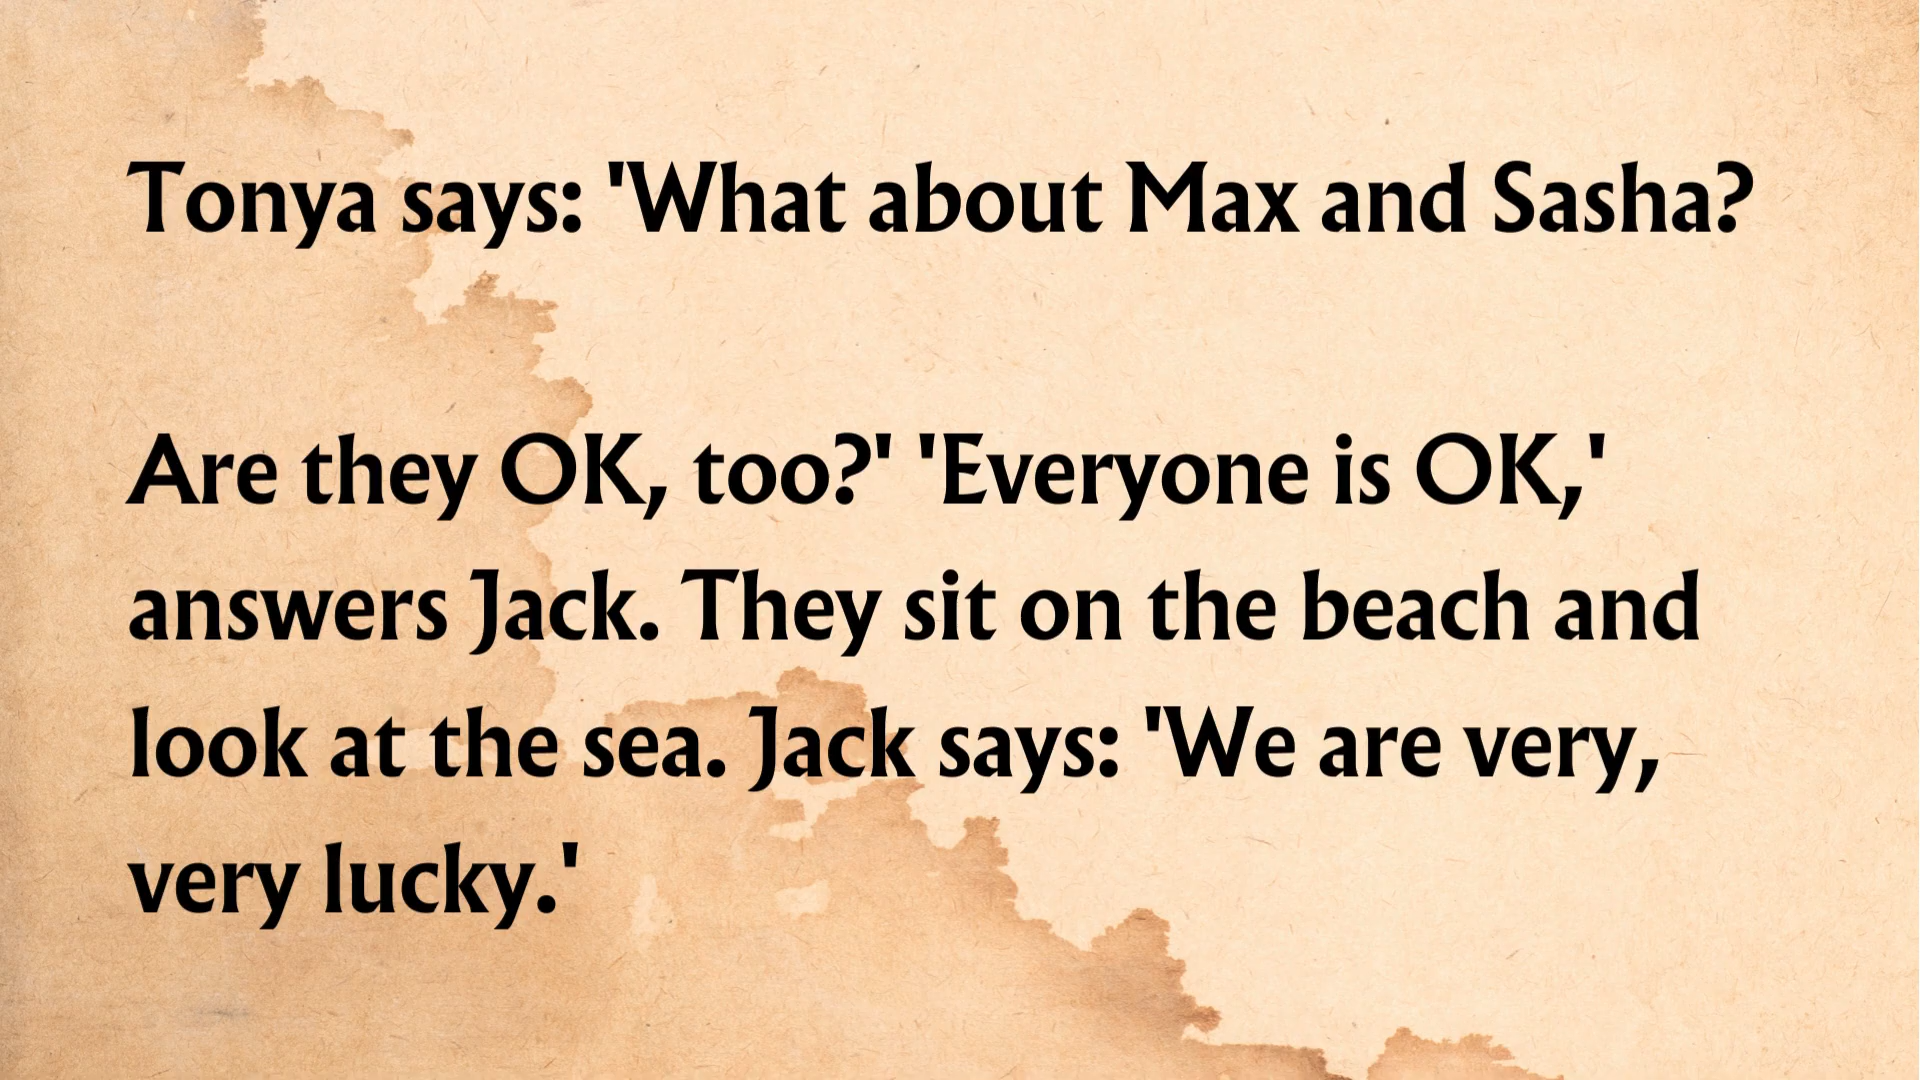 Tonya says: 'What about Max and Sasha?
Are they OK, too?' 'Everyone is OK,'
answers Jack. They sit on the beach and
look at the sea. Jack says: 'We are very,
very lucky.'